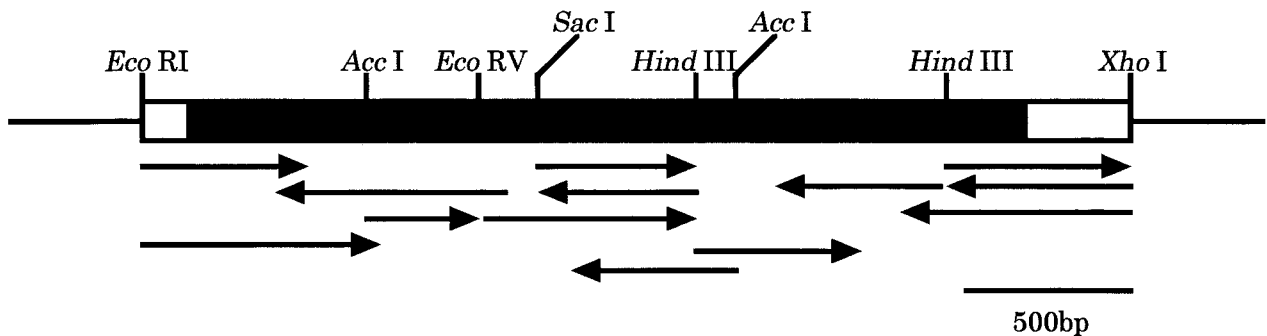 Sac I
Acc I
Eco RI
Acc I
Eco RV
Hind III
Hind III
Xho I
500bp